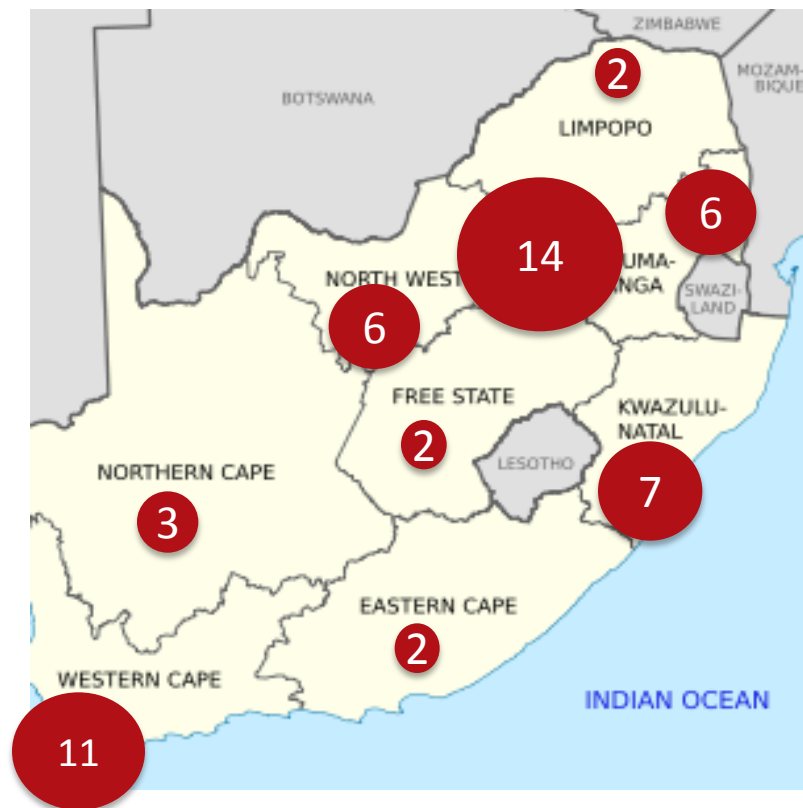 ZIMBABWE
2
MOZAM-
BIQUE
BOTSWANA
LIMPOPO
6
14
NORTH WEST
UMA-
NGA
SWAZI-
LAND
6
FREE STATE
KWAZULU-
NATAL
2
LESOTHO
NORTHERN CAPE
7
3
EASTERN CAPE
2
WESTERN CAPE
INDIAN OCEAN
11